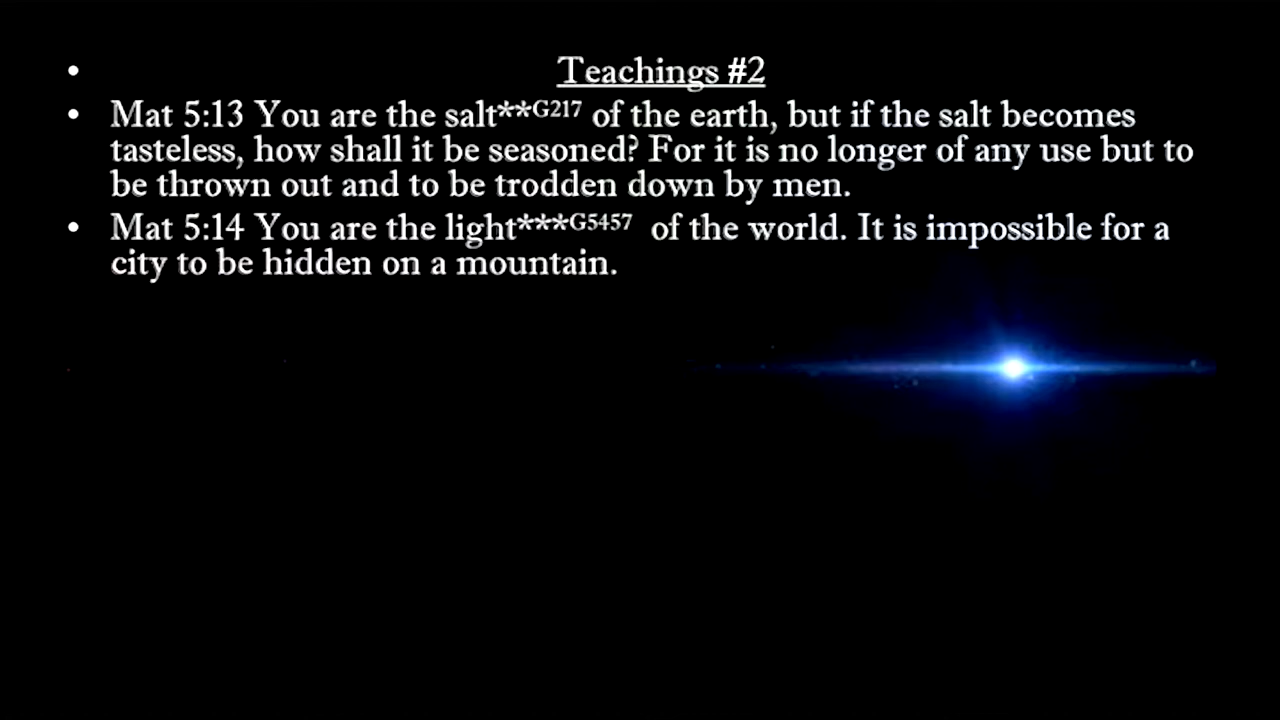 • Teachings #2
• Mat 5:13 You are the salt**G217 of the earth, but if the salt becomes
tasteless, how shall it be seasoned? For it is no longer of any use but to
be thrown out and to be trodden down by men.
• Mat 5:14 You are the light***G5457 of the world. It is impossible for a
city to be hidden on a mountain.